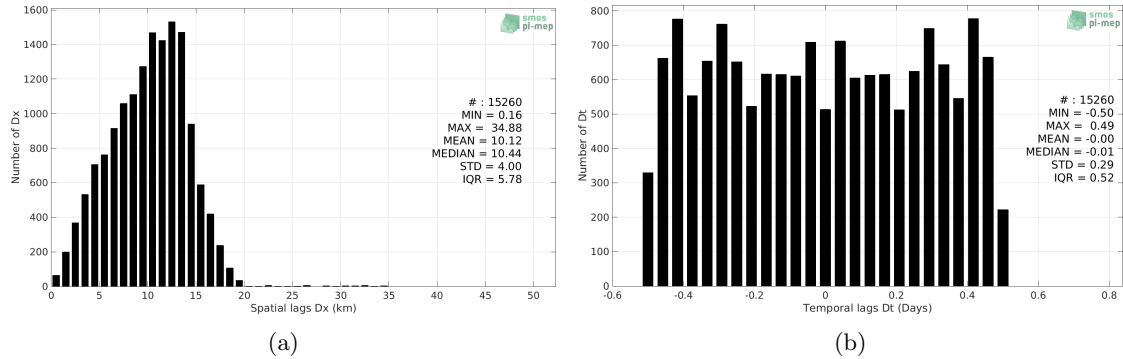 smos
pi-mep
1600
1400
1200
1000
800
600
400
200
0
Number of Dx
# : 15260
MIN = 0.16
MAX = 34.88
MEAN = 10.12
MEDIAN = 10.44
STD = 4.00
IQR = 5.78
0 5 10 15 20 25 30 35 40 45 50
Spatial lags Dx (km)
(a)
smos
pi-mep
800
700
600
500
400
300
200
100
0
Number of Dt
# : 15260
MIN = -0.50
MAX = 0.49
MEAN = -0.00
MEDIAN = -0.01
STD = 0.29
IQR = 0.52
-0.6 -0.4 -0.2 0 0.2 0.4 0.6 0.8
Temporal lags Dt (Days)
(b)